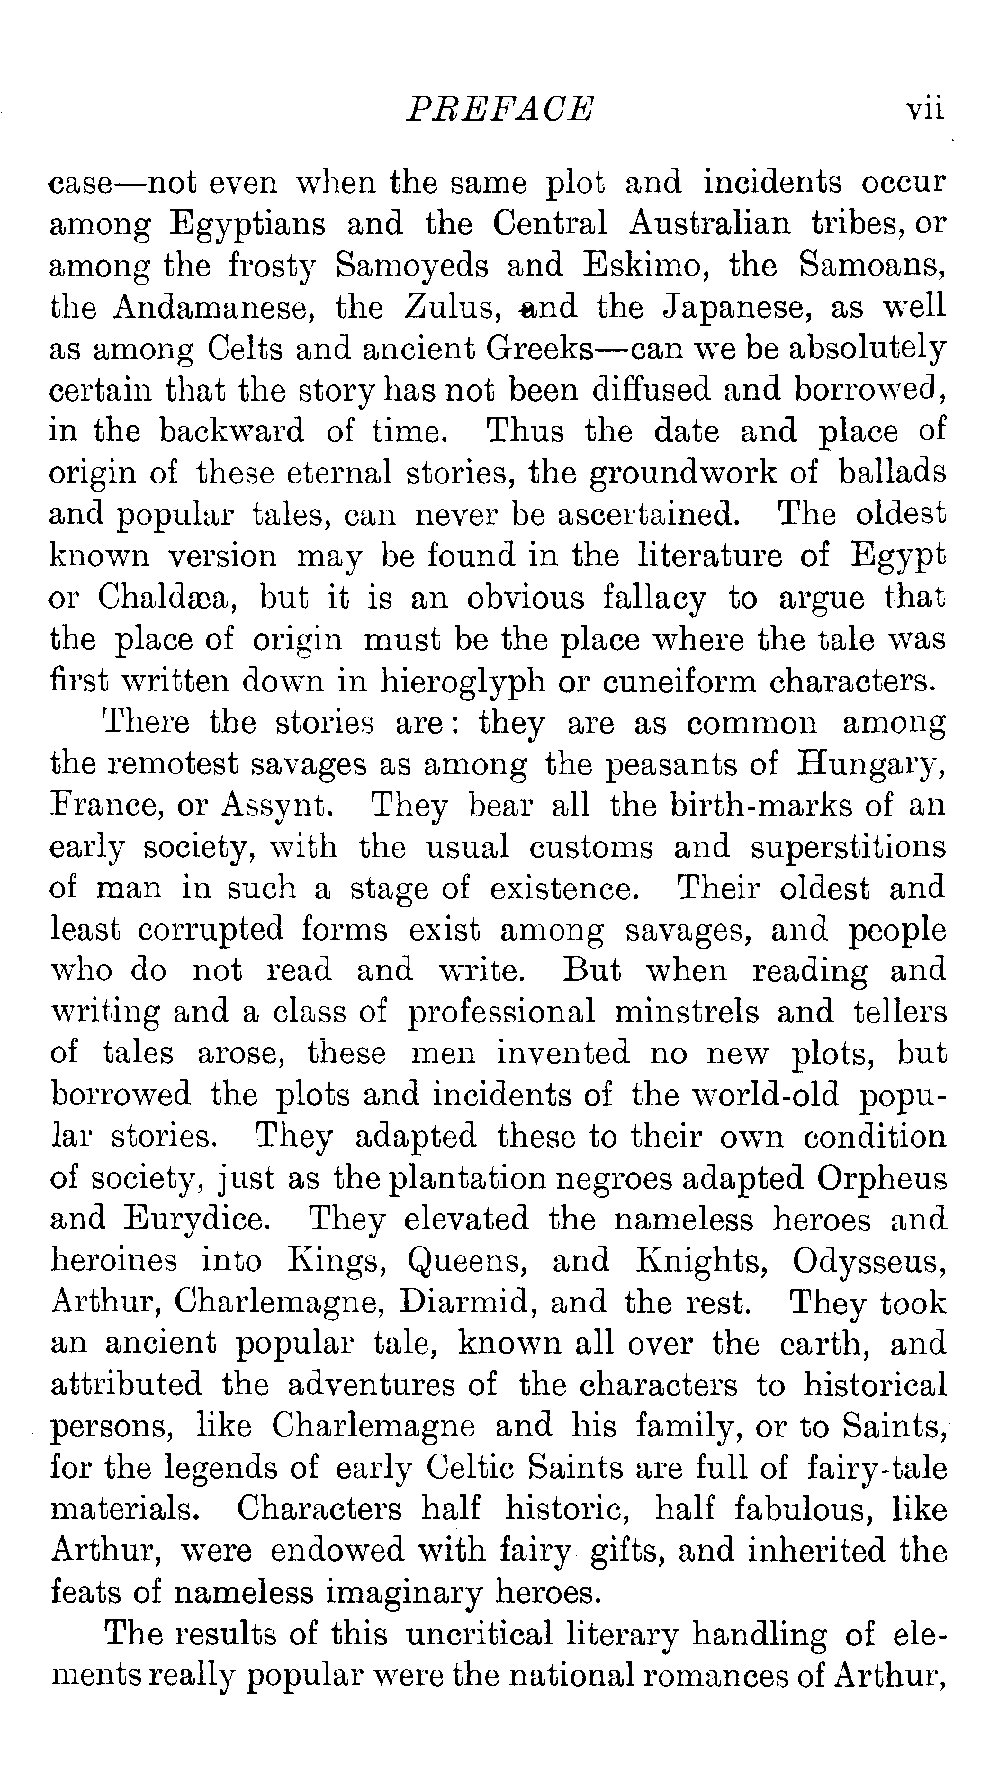 PREFACE vii
case—not even when the same plot and incidents occur
among Egyptians and the Central Australian tribes, or
among the frosty Samoyeds and Eskimo, the Samoans,
the Andamanese, the Zulus, and the Japanese, as well
as among Celts and ancient Greeks—can we be absolutely
certain that the story has not been diffused and borrowed,
in the backward of time. Thus the date and place of
origin of these eternal stories, the groundwork of ballads
and popular tales, can never be ascertained. The oldest
known version may be found in the literature of Egypt
or Chaldæa, but it is an obvious fallacy to argue that
the place of origin must be the place where the tale was
first written down in hieroglyph or cuneiform characters.
There the stories are: they are as common among
the remotest savages as among the peasants of Hungary,
France, or Assynt. They bear all the birth-marks of an
early society, with the usual customs and superstitions
of man in such a stage of existence. Their oldest and
least corrupted forms exist among savages, and people
who do not read and write. But when reading and
writing and a class of professional minstrels and tellers
of tales arose, these men invented no new plots, but
borrowed the plots and incidents of the world-old popu-
lar stories. They adapted these to their own condition
of society, just as the plantation negroes adapted Orpheus
and Eurydice. They elevated the nameless heroes and
heroines into Kings, Queens, and Knights, Odysseus,
Arthur, Charlemagne, Diarmid, and the rest. They took
an ancient popular tale, known all over the earth, and
attributed the adventures of the characters to historical
persons, like Charlemagne and his family, or to Saints,
for the legends of early Celtic Saints are full of fairy-tale
materials. Characters half historic, half fabulous, like
Arthur, were endowed with fairy gifts, and inherited the
feats of nameless imaginary heroes.
The results of this uncritical literary handling of ele-
ments really popular were the national romances of Arthur,